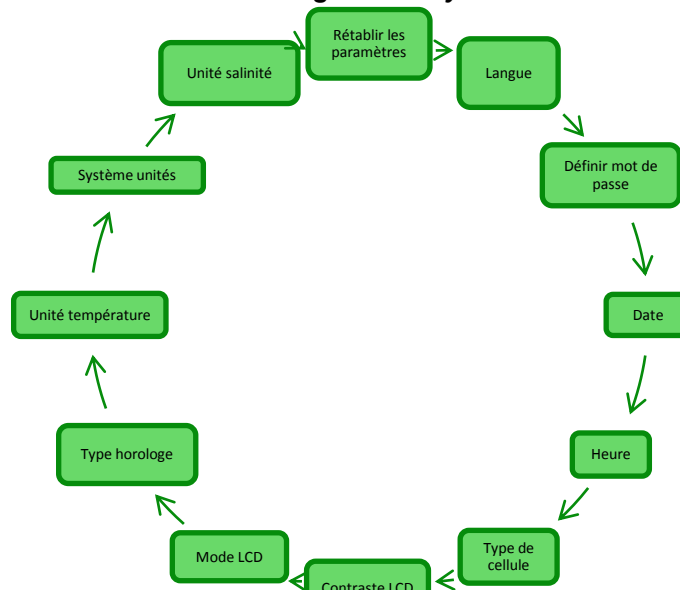 Rétablir les
paramètres
Langue
Définir mot de
passe
Date
Heure
Type de
cellule
Contraste LCD
Mode LCD
Type horologe
Unité température
Système unités
Unité salinité